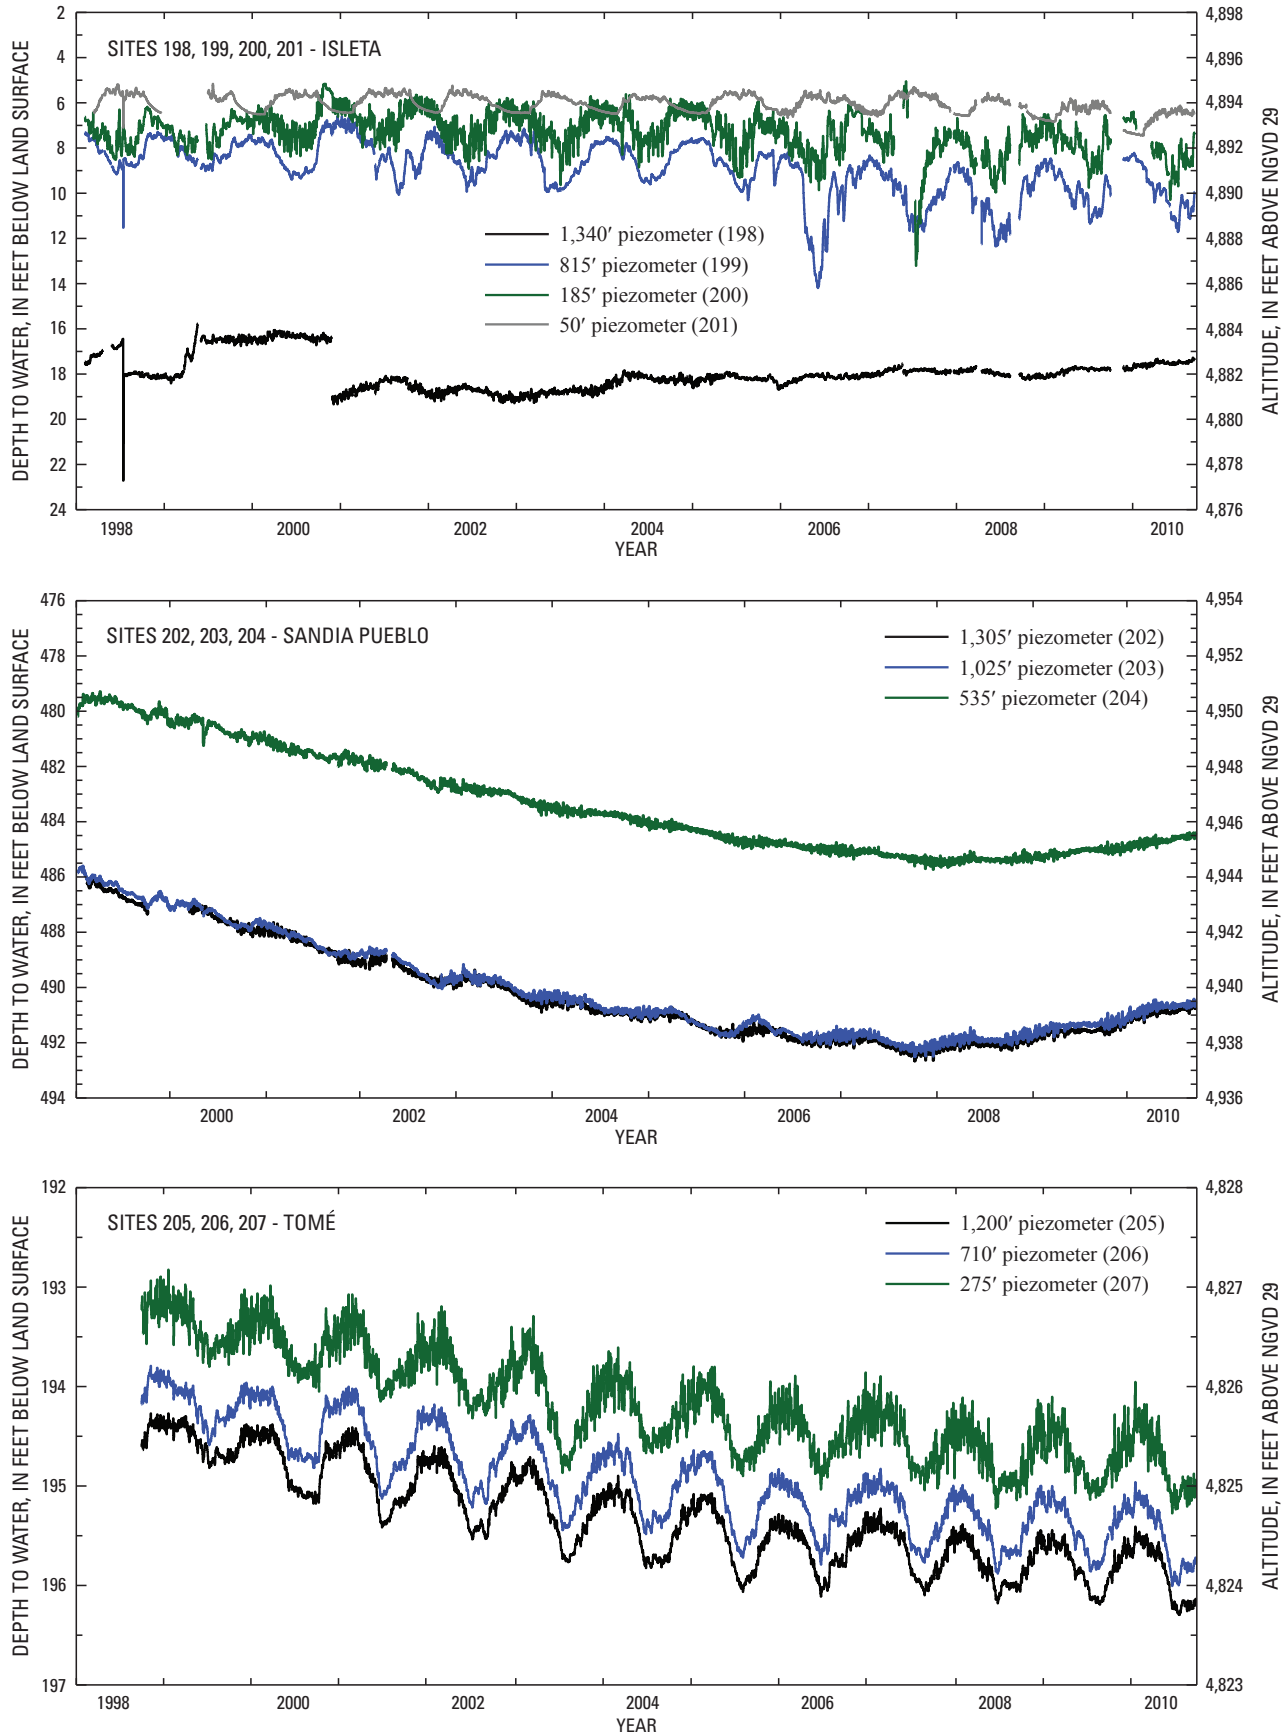 DEPTH TO WATER, IN FEET BELOW LAND SURFACE
2
4
6
8
10
12
14
16
18
20
22
24
SITES 198, 199, 200, 201 - ISLETA
1,340′ piezometer (198)
815′ piezometer (199)
185′ piezometer (200)
50′ piezometer (201)
4,898
4,896
4,894
4,892
4,890
4,888
4,886
4,884
4,882
4,880
4,878
4,876
ALTITUDE, IN FEET ABOVE NGVD 29
1998 2000 2002 2004 2006 2008 2010
YEAR
DEPTH TO WATER, IN FEET BELOW LAND SURFACE
476
478
480
482
484
486
488
490
492
494
SITES 202, 203, 204 - SANDIA PUEBLO
1,305′ piezometer (202)
1,025′ piezometer (203)
535′ piezometer (204)
4,954
4,952
4,950
4,948
4,946
4,944
4,942
4,940
4,938
4,936
ALTITUDE, IN FEET ABOVE NGVD 29
2000 2002 2004 2006 2008 2010
YEAR
DEPTH TO WATER, IN FEET BELOW LAND SURFACE
192
193
194
195
196
197
SITES 205, 206, 207 - TOMÉ
1,200′ piezometer (205)
710′ piezometer (206)
275′ piezometer (207)
4,828
4,827
4,826
4,825
4,824
4,823
ALTITUDE, IN FEET ABOVE NGVD 29
1998 2000 2002 2004 2006 2008 2010
YEAR